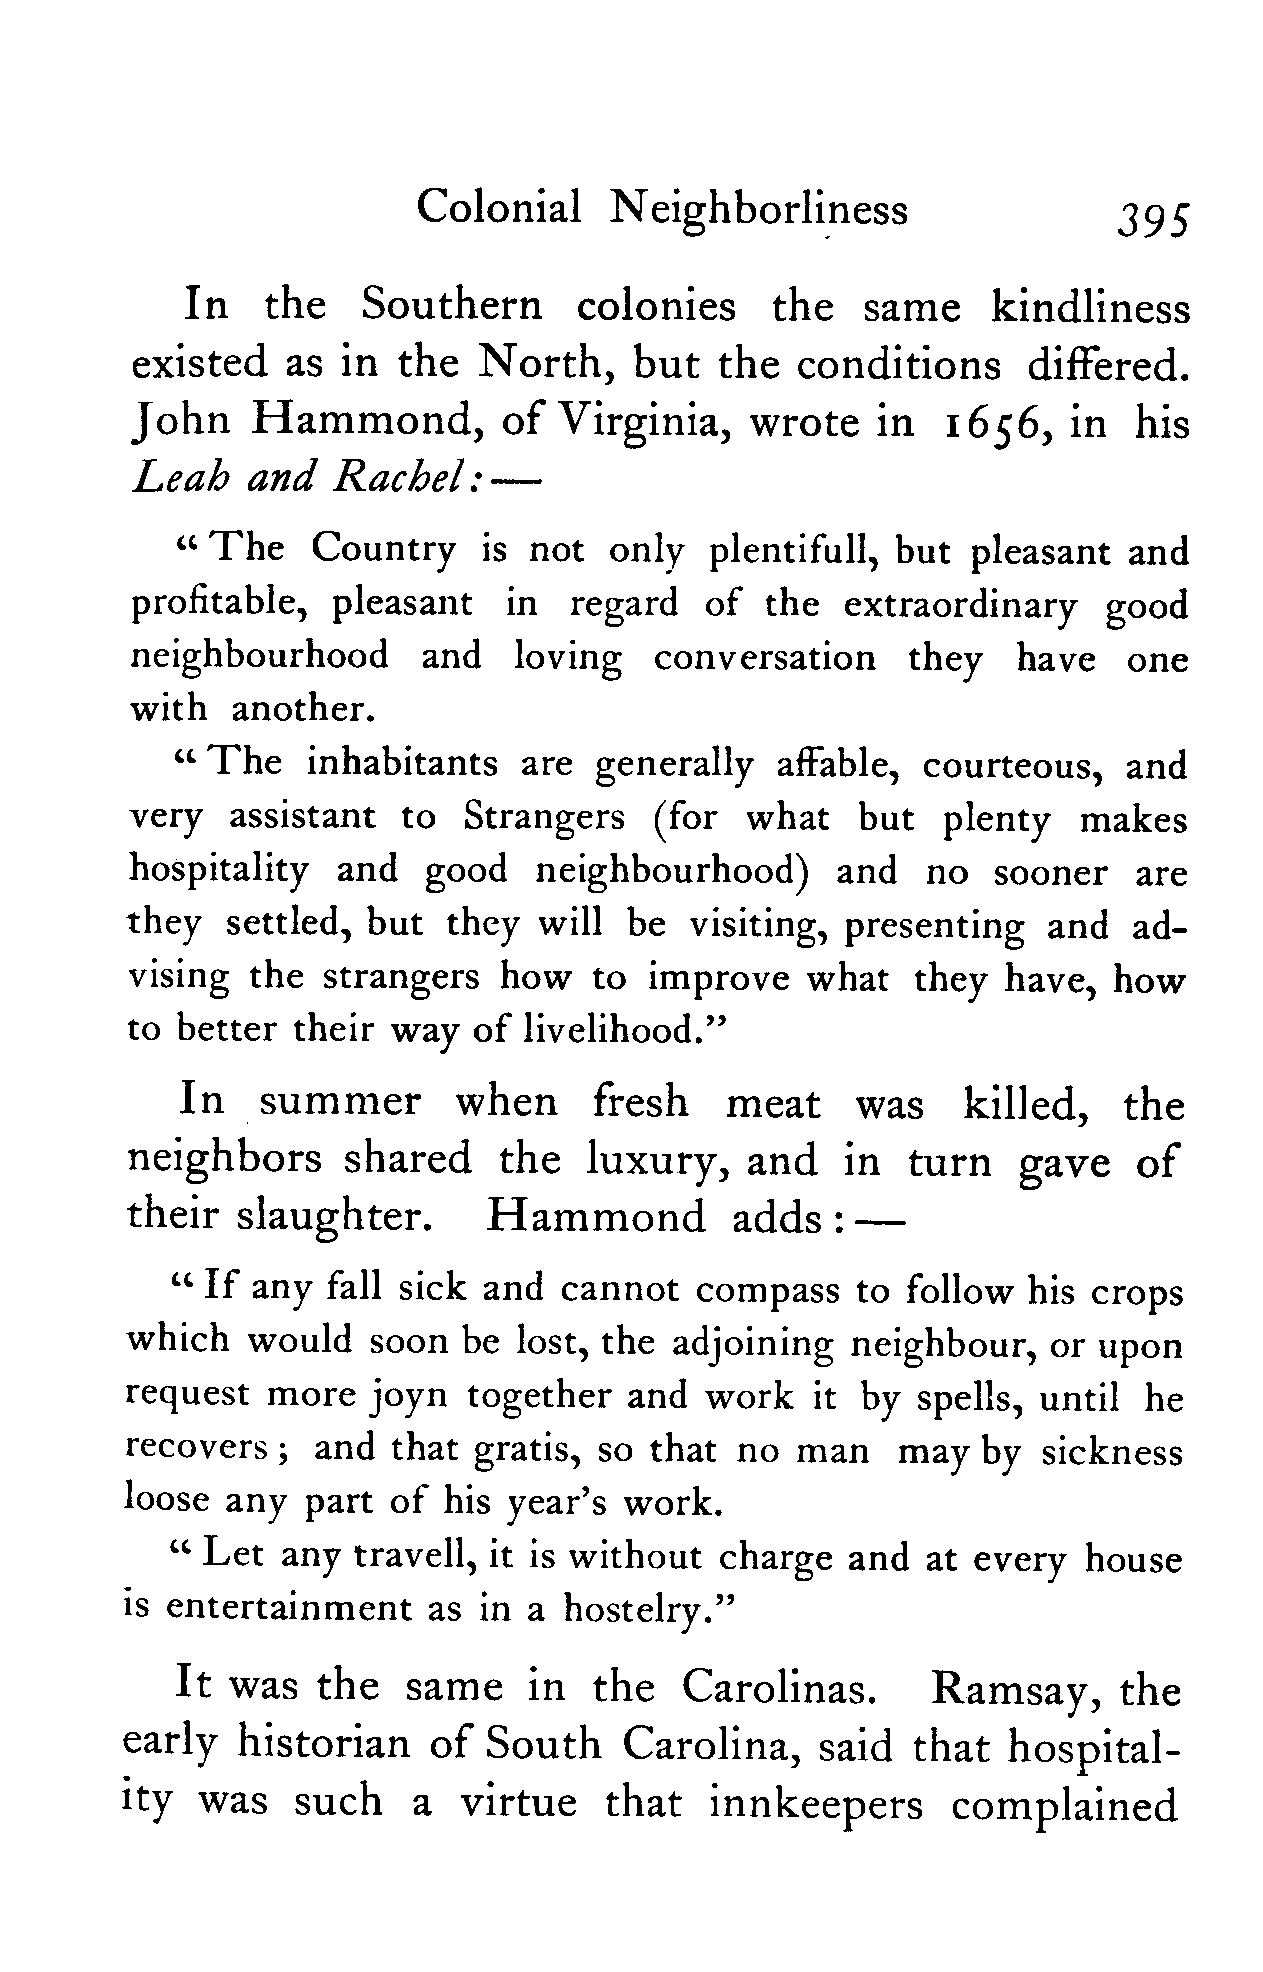 Colonial Neighborliness 395
In the Southern colonies the same kindliness
existed as in the North, but the conditions differed.
John Hammond, of Virginia, wrote in 1656, in his
Leah and Rachel:—
“ The Country is not only plentifull, but pleasant and
profitable, pleasant in regard of the extraordinary good
neighbourhood and loving conversation they have one
with another.
“ The inhabitants are generally affable, courteous, and
very assistant to Strangers (for what but plenty makes
hospitality and good neighbourhood) and no sooner are
they settled, but they will be visiting, presenting and ad-
vising the strangers how to improve what they have, how
to better their way of livelihood.”
In summer when fresh meat was killed, the
neighbors shared the luxury, and in turn gave of
their slaughter. Hammond adds :—
“ If any fall sick and cannot compass to follow his crops
which would soon be lost, the adjoining neighbour, or upon
request more joyn together and work it by spells, until he
recovers ; and that gratis, so that no man may by sickness
loose any part of his year’s work.
“ Let any travell, it is without charge and at every house
is entertainment as in a hostelry.”
It was the same in the Carolinas. Ramsay, the
early historian of South Carolina, said that hospital-
ity was such a virtue that innkeepers complained